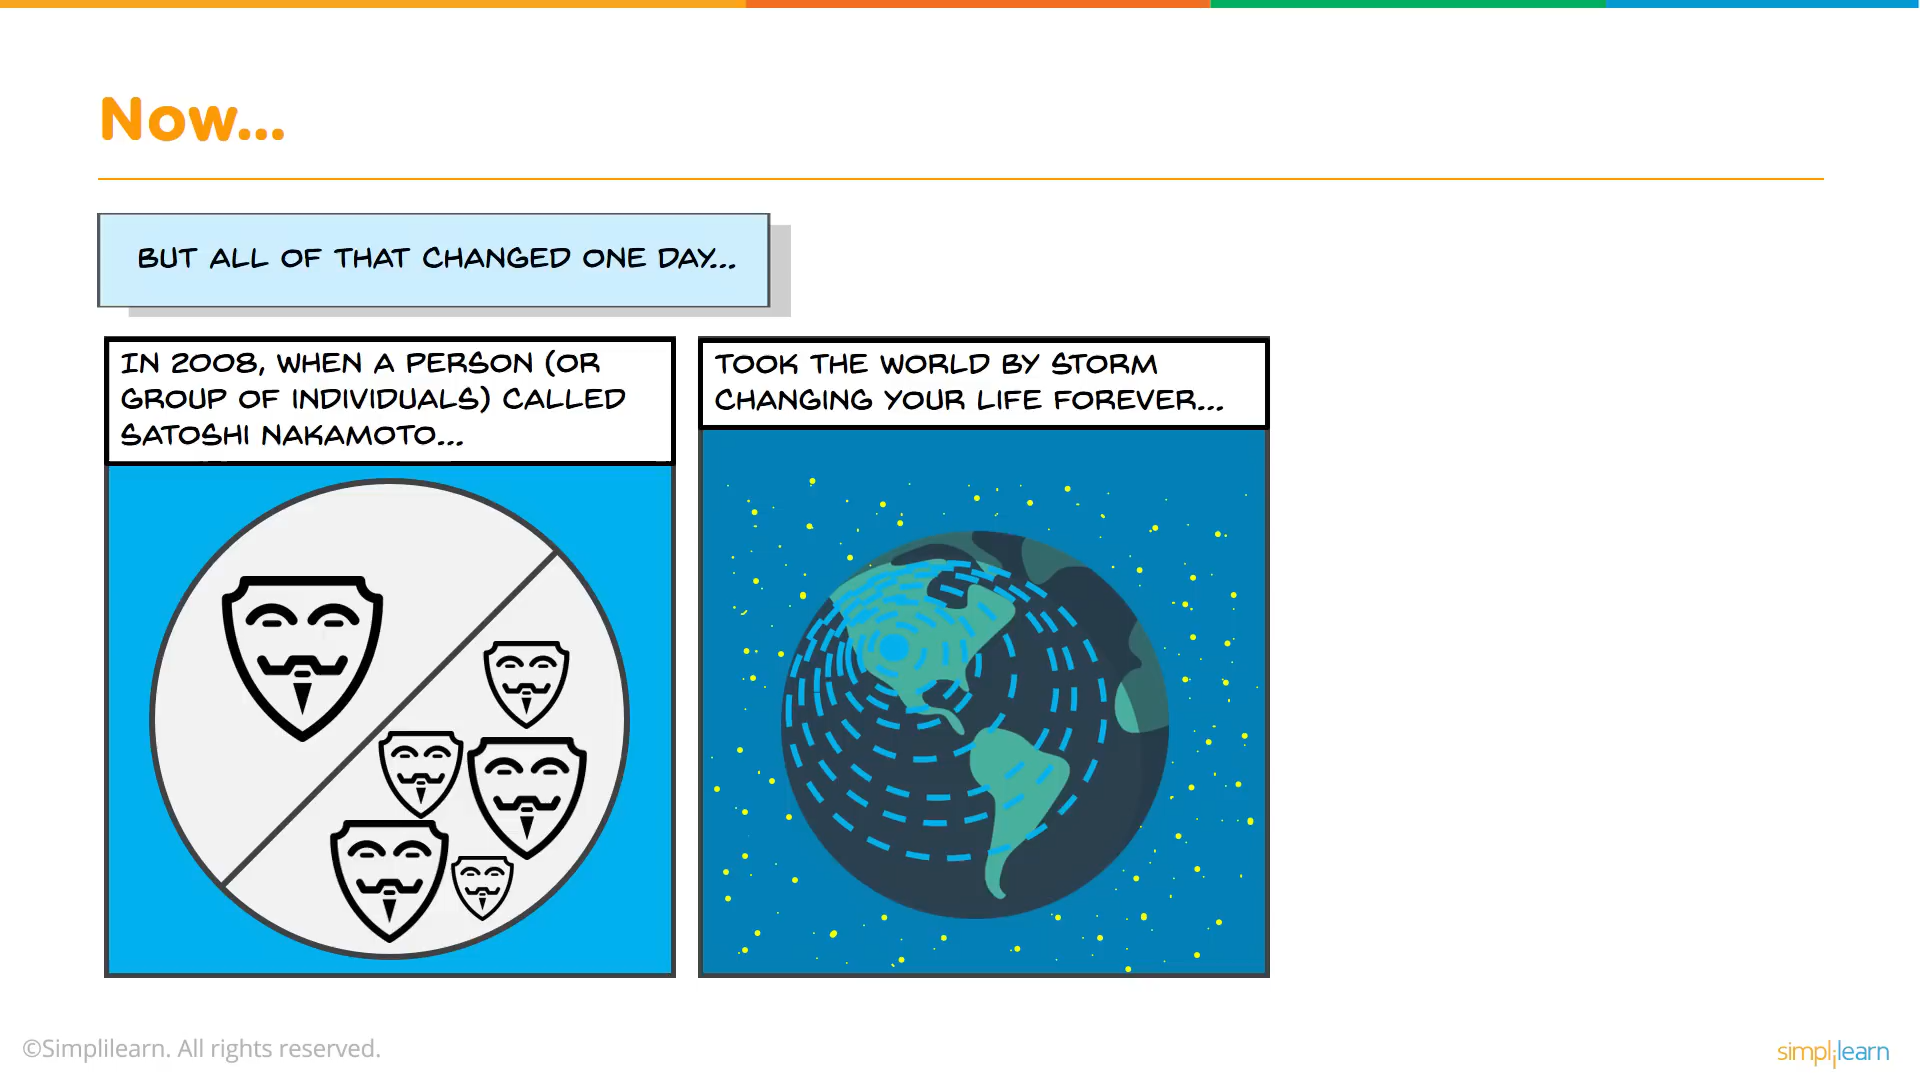 Now...
BUT ALL OF THAT CHANGED ONE DAY...
IN 2008, WHEN A PERSON (OR
GROUP OF INDIVIDUALS) CALLED
SATOSHI NAKAMOTO...
TOOK THE WORLD BY STORM
CHANGING YOUR LIFE FOREVER...
©Simplilearn. All rights reserved.
simplilearn